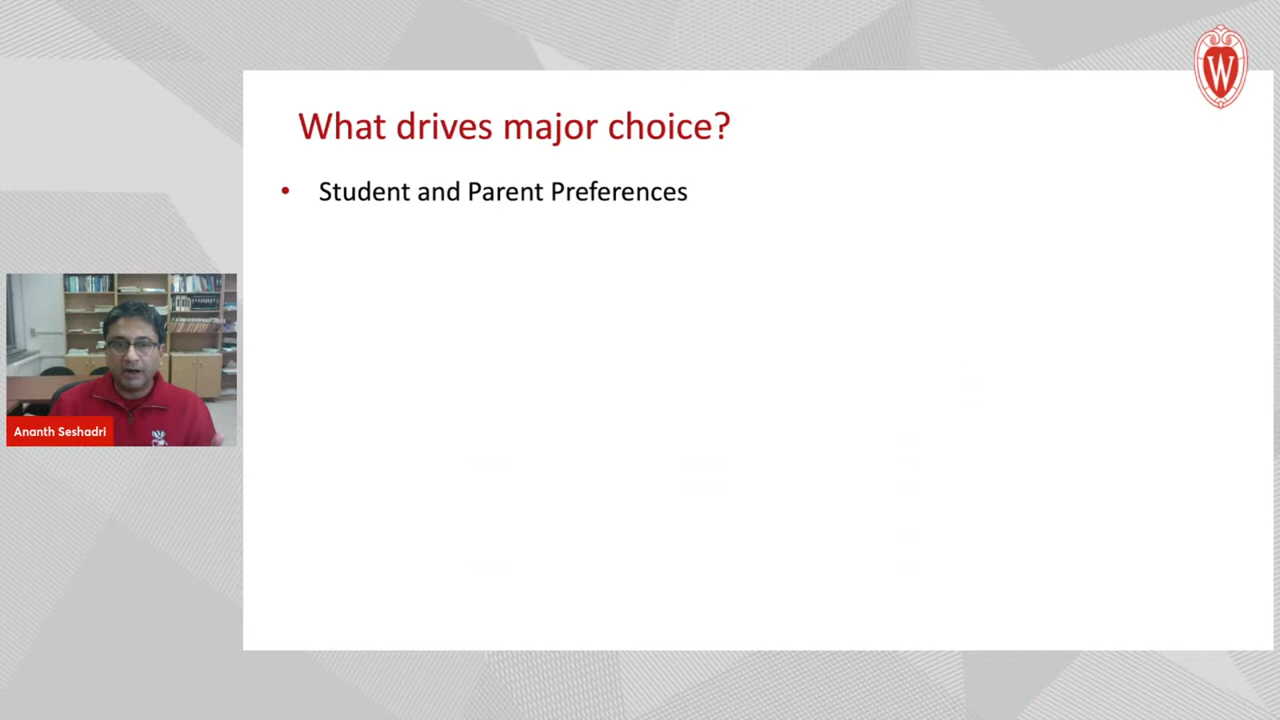 W
What drives major choice?
• Student and Parent Preferences
Ananth Seshadri